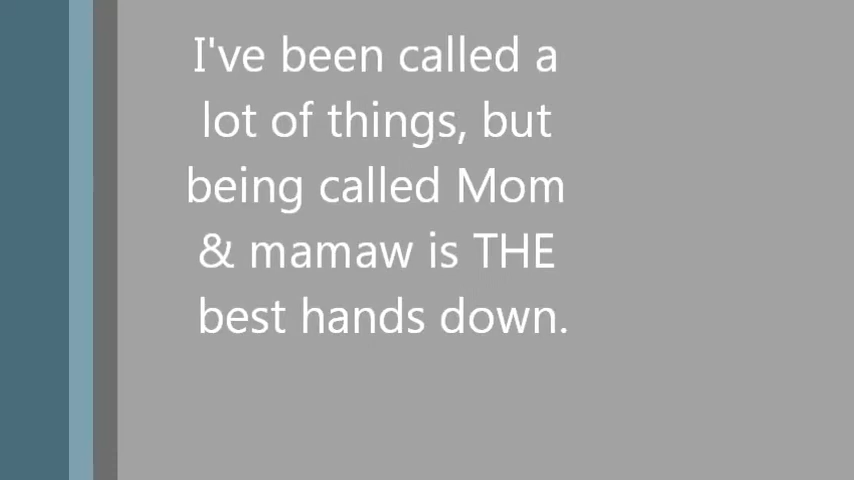 I've been called a
lot of things, but
being called Mom
& mamaw is THE
best hands down.